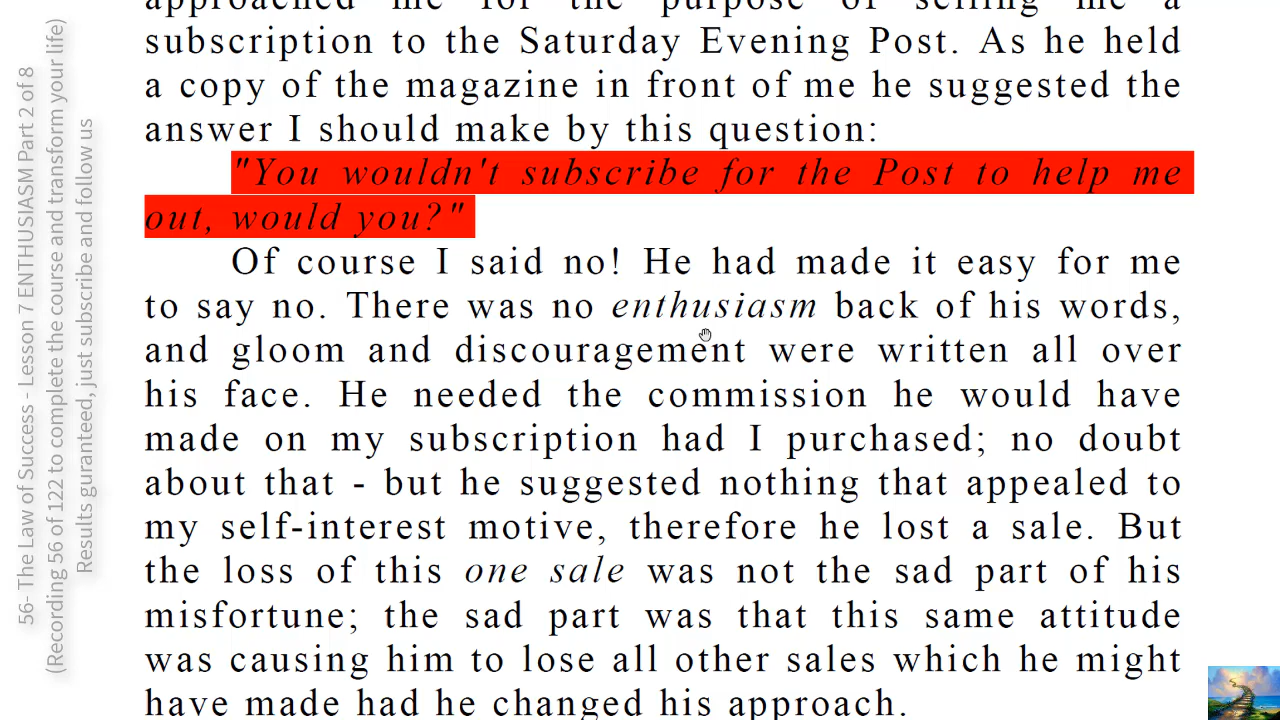 approached me for the purpose of selling me a
subscription to the Saturday Evening Post. As he held
a copy of the magazine in front of me he suggested the
answer I should make by this question:
"You wouldn't subscribe for the Post to help me
out, would you?"
Of course I said no! He had made it easy for me
to say no. There was no enthusiasm back of his words,
and gloom and discouragement were written all over
his face. He needed the commission he would have
made on my subscription had I purchased; no doubt
about that - but he suggested nothing that appealed to
my self-interest motive, therefore he lost a sale. But
the loss of this one sale was not the sad part of his
misfortune; the sad part was that this same attitude
was causing him to lose all other sales which he might
have made had he changed his approach.
56- The Law of Success - Lesson 7 ENTHUSIASM Part 2 of 8
(Recording 56 of 122 to complete the course and transform your life)
Results guranteed, just subscribe and follow us